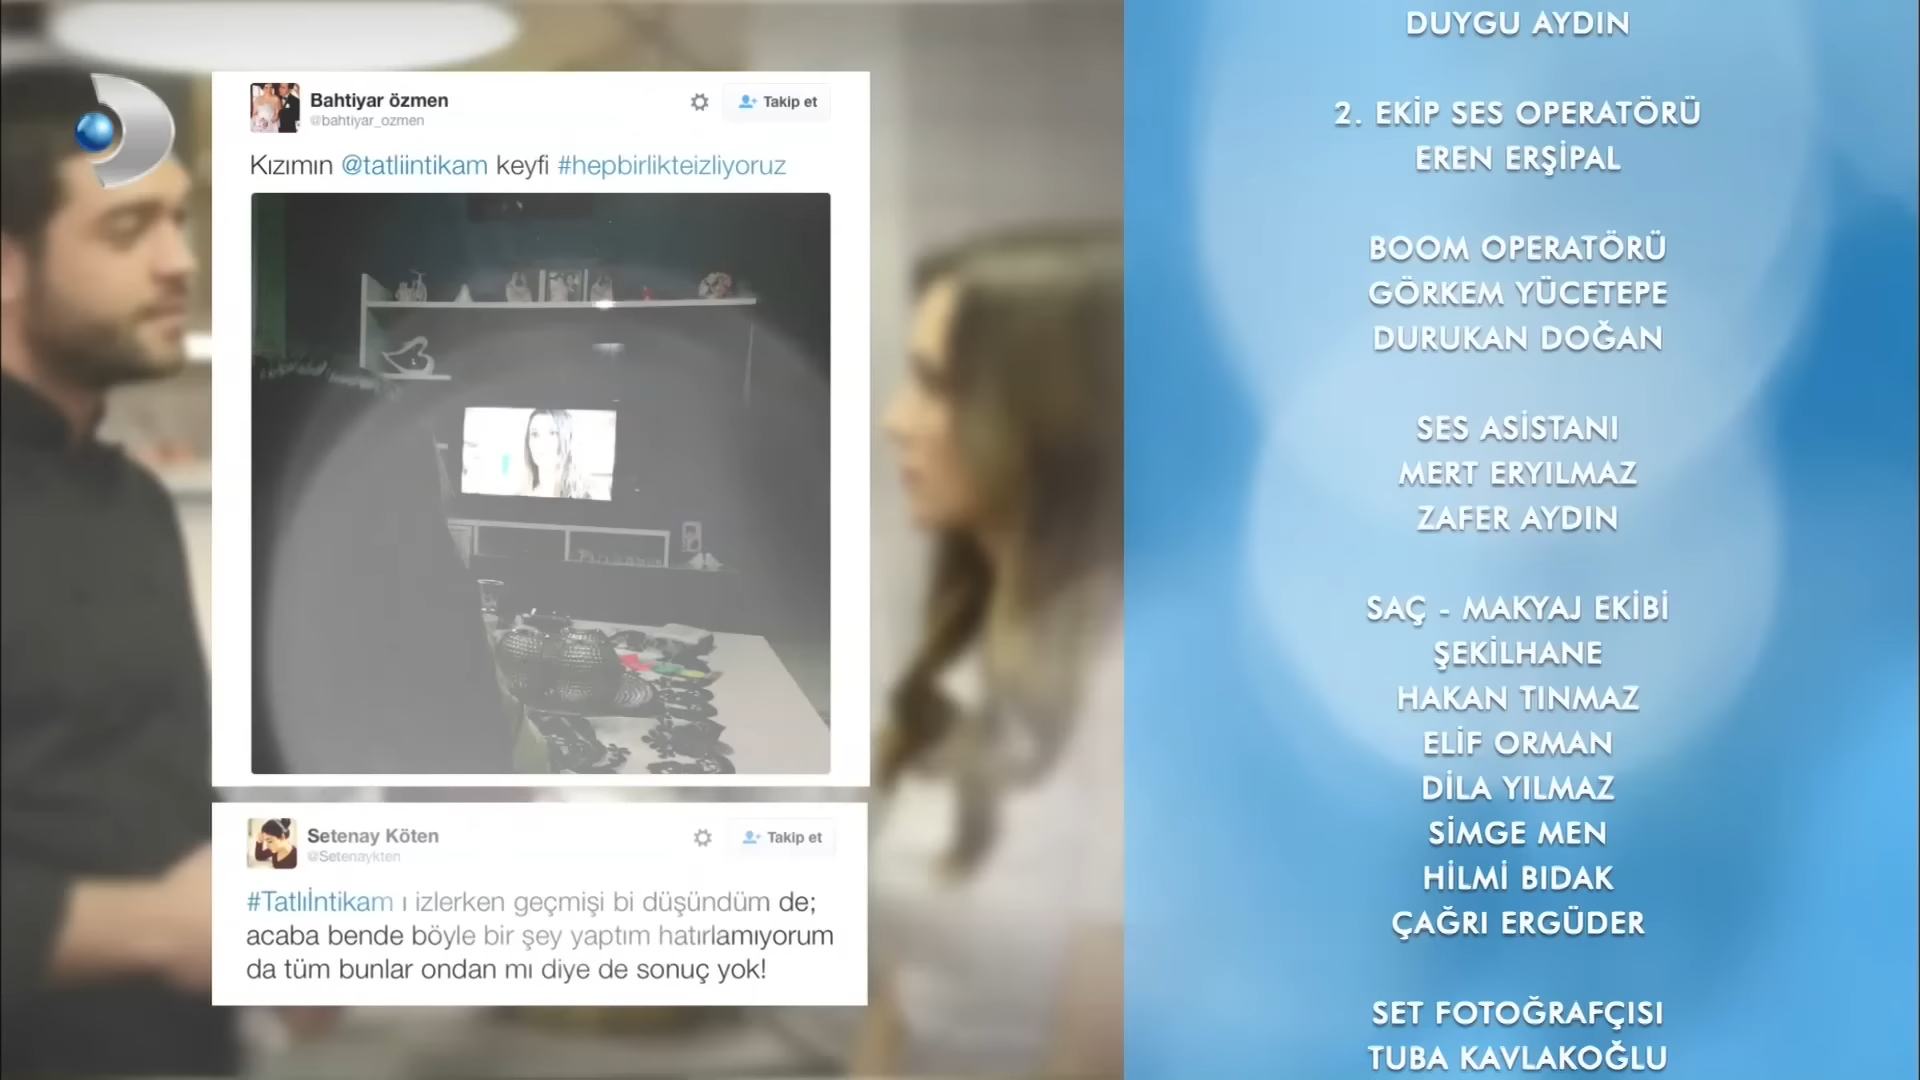 Bahtiyar özmen
@bahtiyar_ozmen
Takip et
Kızımın @tatliintikam keyfi #hepbirlikteizliyoruz
Setenay Köten
@Setenaykten
Takip et
#Tatlıİntikam ı izlerken geçmişi bi düşündüm de;
acaba bende böyle bir şey yaptım hatırlamıyorum
da tüm bunlar ondan mı diye de sonuç yok!
DUYGU AYDIN
2. EKİP SES OPERATÖRÜ
EREN ERŞİPAL
BOOM OPERATÖRÜ
GÖRKEM YÜCETEPE
DURUKAN DOĞAN
SES ASİSTANI
MERT ERYILMAZ
ZAFER AYDIN
SAÇ - MAKYAJ EKİBİ
ŞEKİLHANE
HAKAN TINMAZ
ELİF ORMAN
DİLA YILMAZ
SİMGE MEN
HİLMİ BIDAK
ÇAĞRI ERGÜDER
SET FOTOĞRAFÇISI
TUBA KAVLAKOĞLU